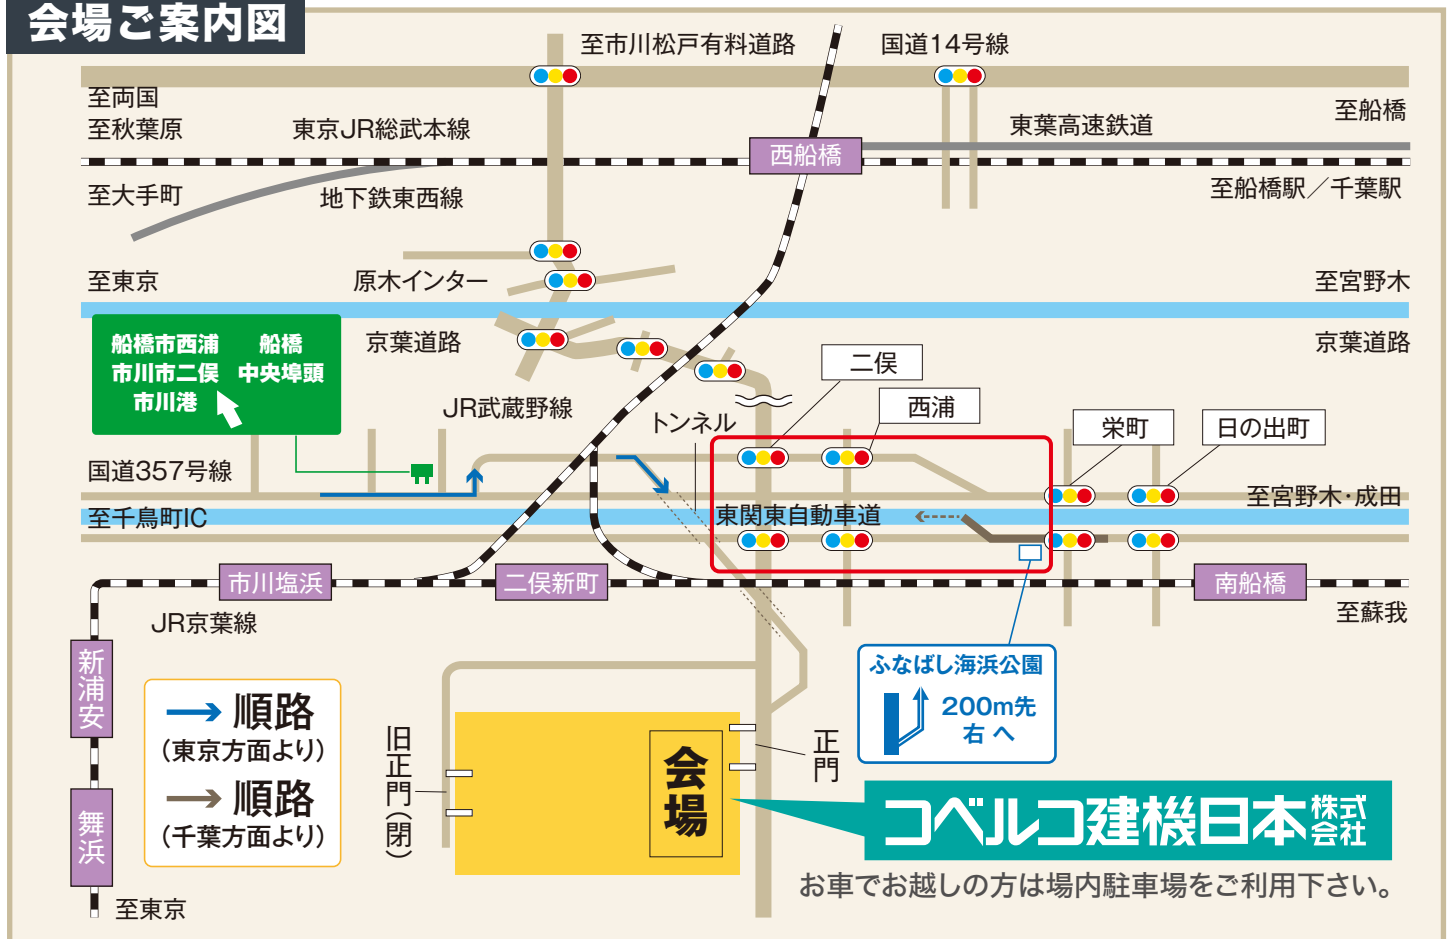 会場ご案内図
至市川松戸有料道路
国道14号線
至両国
至秋葉原
東京JR総武本線
至船橋
東葉高速鉄道
西船橋
至大手町
地下鉄東西線
至船橋駅／千葉駅
至東京
原木インター
至宮野木
京葉道路
京葉道路
船橋市西浦
市川市二俣
市川港
船橋
中央埠頭
二俣
西浦
栄町
日の出町
JR武蔵野線
トンネル
国道357号線
至宮野木・成田
至千鳥町IC
東関東自動車道
市川塩浜
二俣新町
南船橋
JR京葉線
至蘇我
新浦安
舞浜
至東京
順路
（東京方面より）
順路
（千葉方面より）
旧正門（閉）
会場
正門
ふなばし海浜公園
200m先
右へ
コベルコ建機日本株式会社
お車でお越しの方は場内駐車場をご利用下さい。